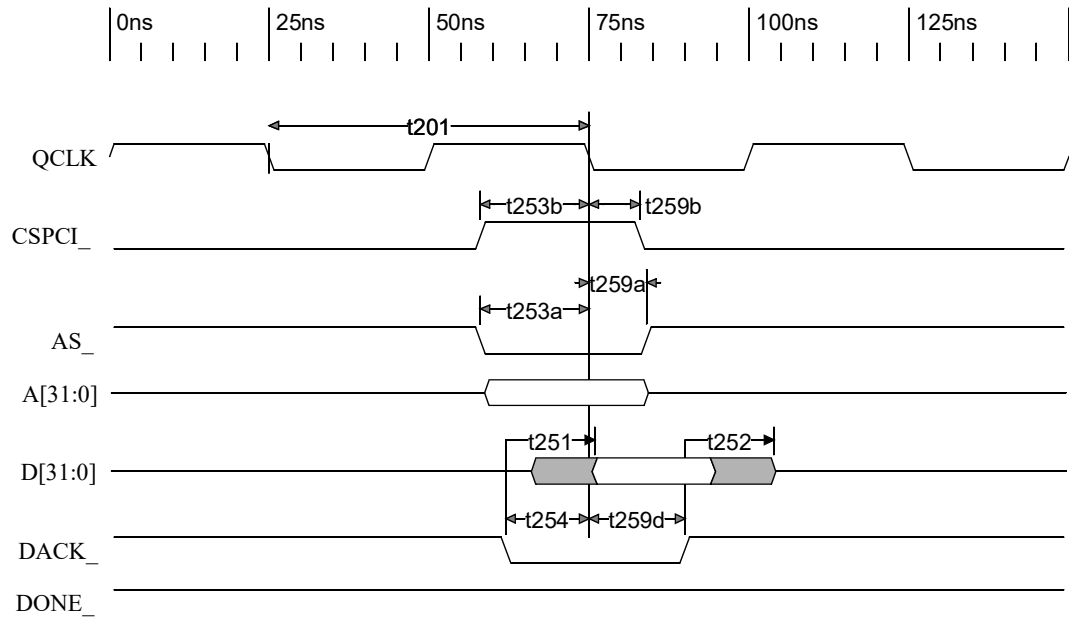 0ns 25ns 50ns 75ns 100ns 125ns
t201
QCLK
t253b t259b
CSPCI_
t259a
t253a
AS_
A[31:0]
t251 t252
D[31:0]
t254 t259d
DACK_
DONE_